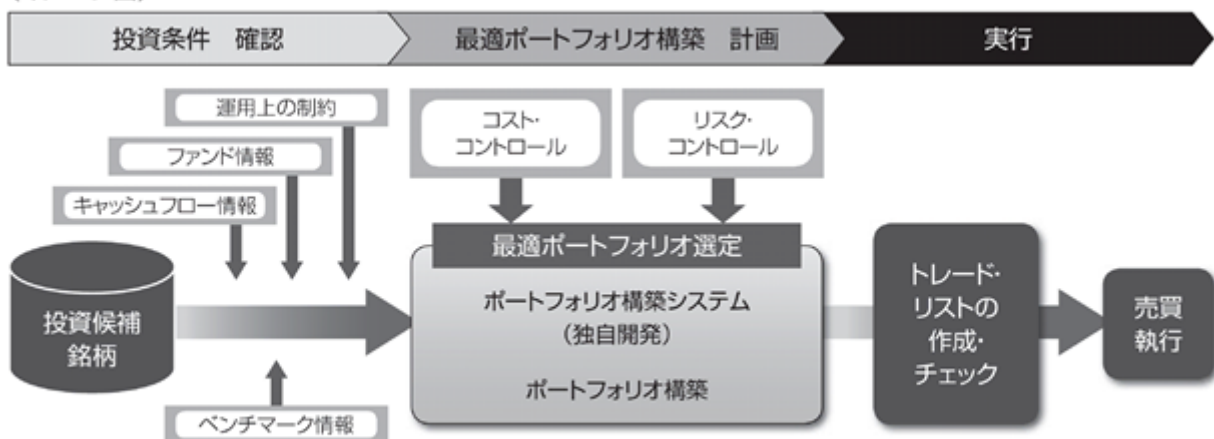 投資条件 確認
最適ポートフォリオ構築 計画
実行
運用上の制約
ファンド情報
キャッシュフロー情報
投資候補
銘柄
ベンチマーク情報
コスト・
コントロール
リスク・
コントロール
最適ポートフォリオ選定
ポートフォリオ構築システム
(独自開発)
ポートフォリオ構築
トレード・
リストの
作成・
チェック
売買
執行